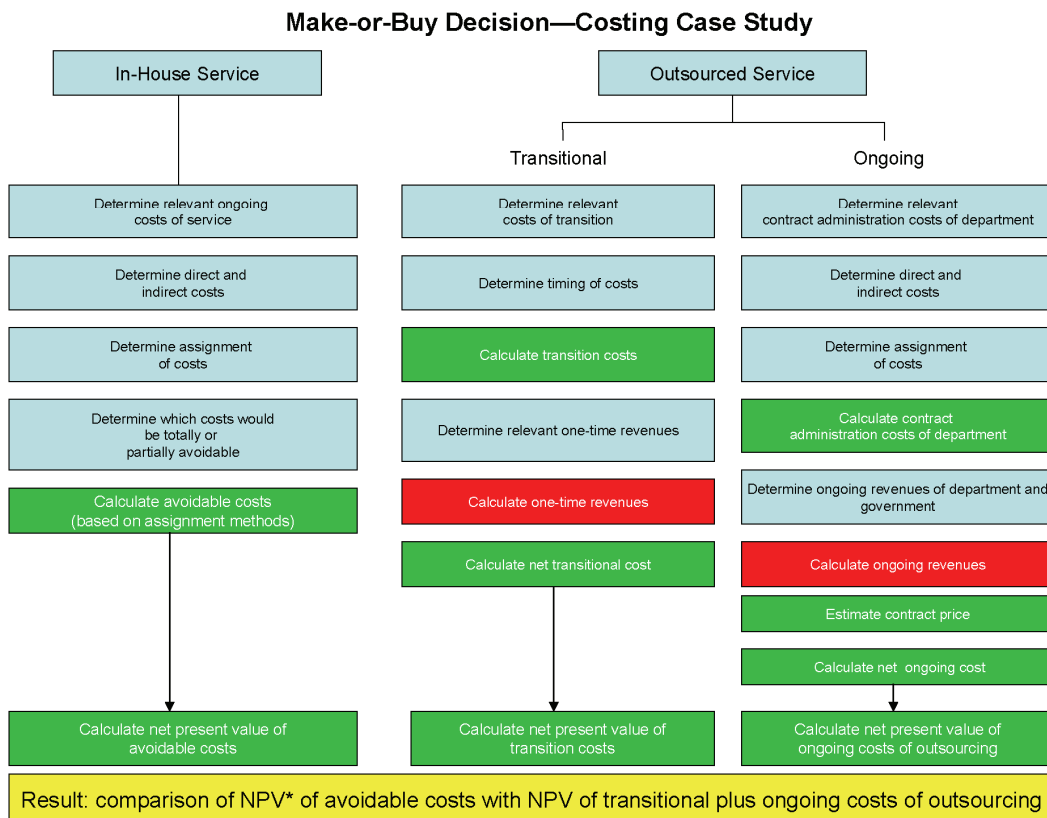 Make-or-Buy Decision—Costing Case Study
In-House Service
Outsourced Service
Transitional
Ongoing
Determine relevant ongoing
costs of service
Determine direct and
indirect costs
Determine assignment
of costs
Determine which costs would
be totally or
partially avoidable
Calculate avoidable costs
(based on assignment methods)
Calculate net present value of
avoidable costs
Determine relevant
costs of transition
Determine timing of costs
Calculate transition costs
Determine relevant one-time revenues
Calculate one-time revenues
Calculate net transitional cost
Calculate net present value of
transition costs
Determine relevant
contract administration costs of department
Determine direct and
indirect costs
Determine assignment
of costs
Calculate contract
administration costs of department
Determine ongoing revenues of department and
government
Calculate ongoing revenues
Estimate contract price
Calculate net ongoing cost
Calculate net present value of
ongoing costs of outsourcing
Result: comparison of NPV* of avoidable costs with NPV of transitional plus ongoing costs of outsourcing